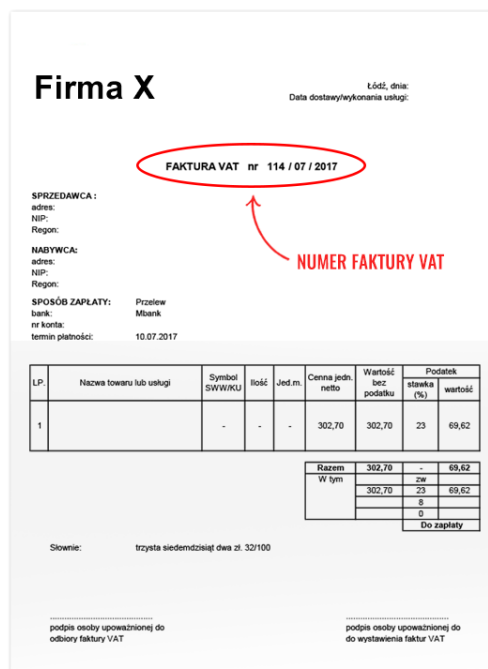 Firma X
Łódź, dnia:
Data dostawy/wykonania usługi:
FAKTURA VAT nr 114 / 07 / 2017
NUMER FAKTURY VAT
SPRZEDAWCA :
adres:
NIP:
Regon:
NABYWCA:
adres:
NIP:
Regon:
SPOSÓB ZAPŁATY: Przelew
bank: Mbank
nr konta:
termin płatności: 10.07.2017
LP. Nazwa towaru lub usługi Symbol SWW/KU Ilość Jed.m. Cenna jedn. netto Wartość bez podatku Podatek
stawka (%) wartość
1 - - - 302,70 302,70 23 69,62
Razem 302,70 - 69,62
W tym zw
302,70 23 69,62
8
0
Do zapłaty
Słownie: trzysta siedemdzisiąt dwa zł. 32/100
podpis osoby upoważnionej do
odbiory faktury VAT
podpis osoby upoważnionej do
do wystawienia faktur VAT